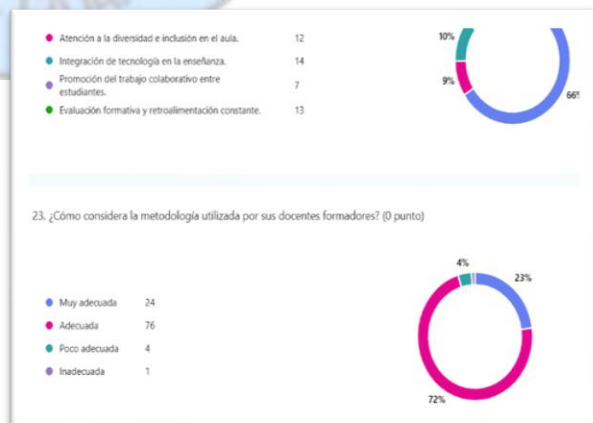 Atención a la diversidad e inclusión en el aula. 12
Integración de tecnología en la enseñanza. 14
Promoción del trabajo colaborativo entre
estudiantes. 7
Evaluación formativa y retroalimentación constante. 13
10%
9%
66%
23. ¿Cómo considera la metodología utilizada por sus docentes formadores? (0 punto)
Muy adecuada 24
Adecuada 76
Poco adecuada 4
Inadecuada 1
4%
23%
72%